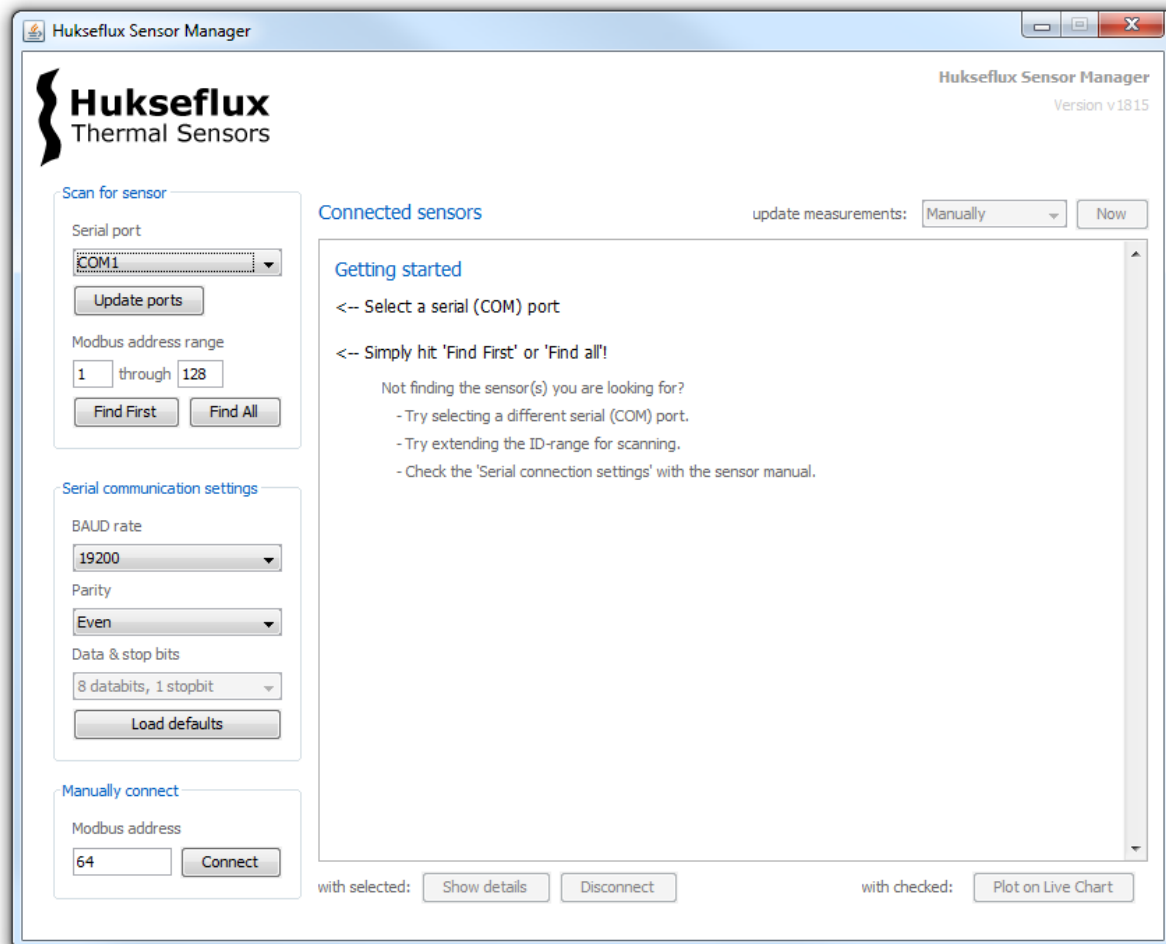 Hukseflux Sensor Manager
Hukseflux
Thermal Sensors
Hukseflux Sensor Manager
Version v1815
Scan for sensor
Serial port
COM1
Update ports
Modbus address range
1 through 128
Find First Find All
Serial communication settings
BAUD rate
19200
Parity
Even
Data & stop bits
8 databits, 1 stopbit
Load defaults
Manually connect
Modbus address
64 Connect
Connected sensors update measurements: Manually Now
Getting started
<-- Select a serial (COM) port
<-- Simply hit 'Find First' or 'Find all'!
Not finding the sensor(s) you are looking for?
- Try selecting a different serial (COM) port.
- Try extending the ID-range for scanning.
- Check the 'Serial connection settings' with the sensor manual.
with selected: Show details Disconnect with checked: Plot on Live Chart